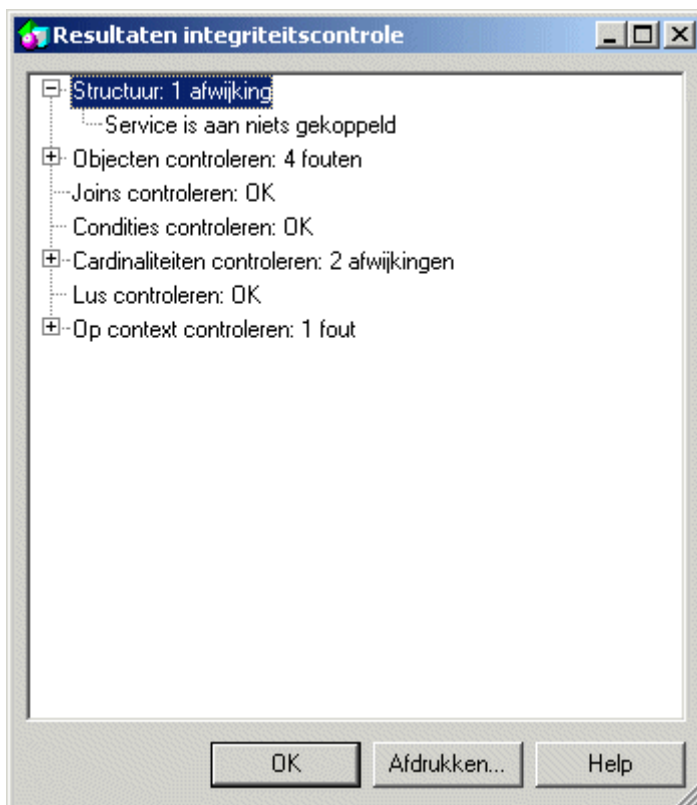 Resultaten integriteitscontrole
Structuur: 1 afwijking
Service is aan niets gekoppeld
Objecten controleren: 4 fouten
Joins controleren: OK
Condities controleren: OK
Cardinaliteiten controleren: 2 afwijkingen
Lus controleren: OK
Op context controleren: 1 fout
OK Afdrukken... Help